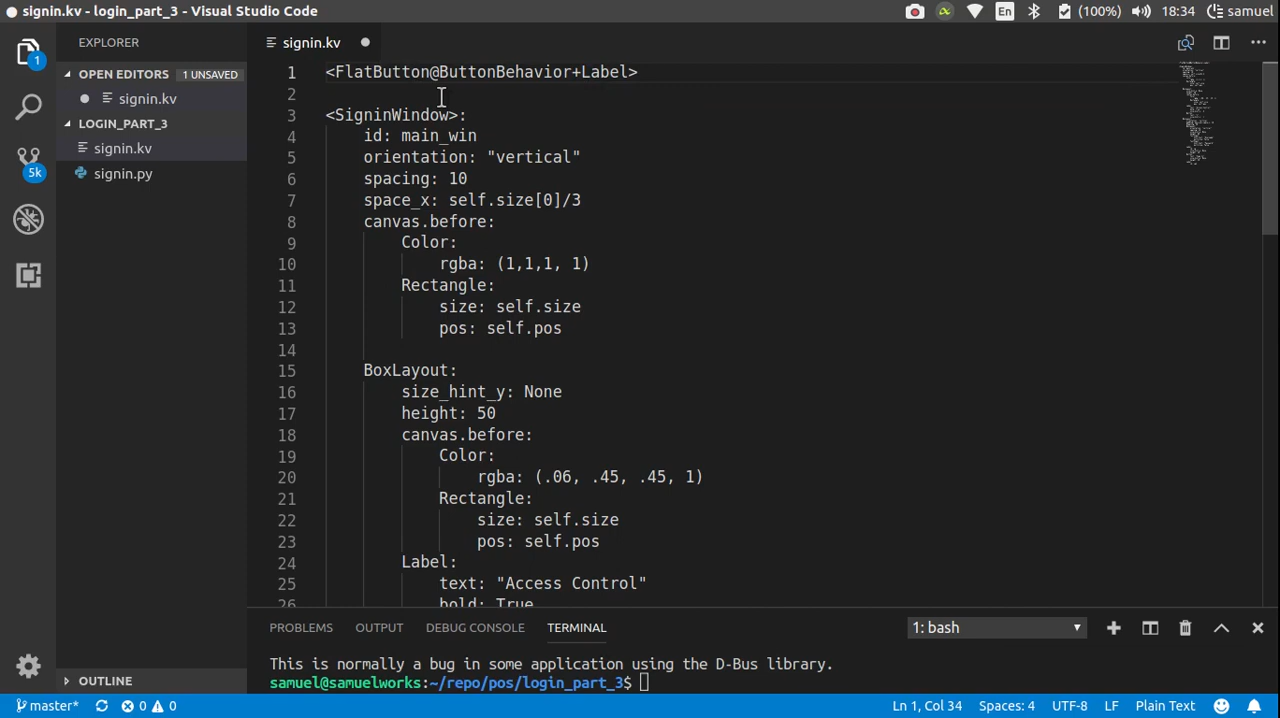 signin.kv - login_part_3 - Visual Studio Code
En
(100%)
18:34
samuel
EXPLORER
signin.kv
1
OPEN EDITORS
1 UNSAVED
signin.kv
LOGIN_PART_3
signin.kv
5k
signin.py
1 <FlatButton@ButtonBehavior+Label>
2
3 <SigninWindow>:
4 id: main_win
5 orientation: "vertical"
6 spacing: 10
7 space_x: self.size[0]/3
8 canvas.before:
9 Color:
10 rgba: (1,1,1, 1)
11 Rectangle:
12 size: self.size
13 pos: self.pos
14
15 BoxLayout:
16 size_hint_y: None
17 height: 50
18 canvas.before:
19 Color:
20 rgba: (.06, .45, .45, 1)
21 Rectangle:
22 size: self.size
23 pos: self.pos
24 Label:
25 text: "Access Control"
26 bold: True
PROBLEMS
OUTPUT
DEBUG CONSOLE
TERMINAL
1: bash
This is normally a bug in some application using the D-Bus library.
samuel@samuelworks:~/repo/pos/login_part_3$
OUTLINE
master*
0
0
Ln 1, Col 34
Spaces: 4
UTF-8
LF
Plain Text